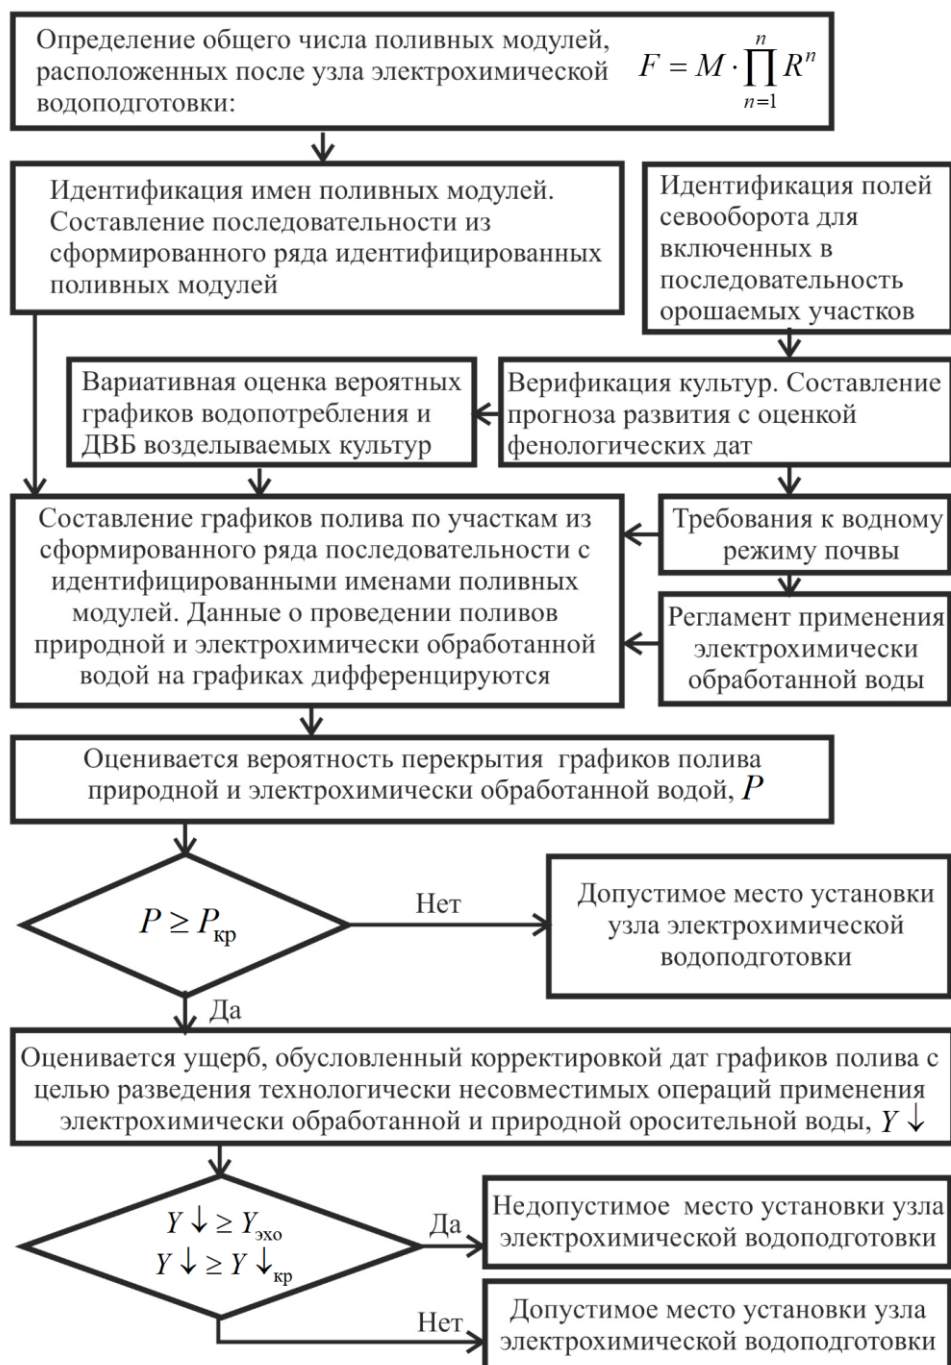 Определение общего числа поливных модулей,
расположенных после узла электрохимической
водоподготовки:
F = M · ∏ₙ₌₁ⁿ Rⁿ
Идентификация имен поливных модулей.
Составление последовательности из
сформированного ряда идентифицированных
поливных модулей
Идентификация полей
севооборота для
включенных в
последовательность
орошаемых участков
Вариативная оценка вероятных
графиков водопотребления и
ДВБ возделываемых культур
Верификация культур. Составление
прогноза развития с оценкой
фенологических дат
Составление графиков полива по участкам из
сформированного ряда последовательности с
идентифицированными именами поливных
модулей. Данные о проведении поливов
природной и электрохимически обработанной
водой на графиках дифференцируются
Требования к водному
режиму почвы
Регламент применения
электрохимически
обработанной воды
Оценивается вероятность перекрытия графиков полива
природной и электрохимически обработанной водой, P
P ≥ Pкр
Нет
Допустимое место установки
узла электрохимической
водоподготовки
Да
Оценивается ущерб, обусловленный корректировкой дат графиков полива с
целью разведения технологически несовместимых операций применения
электрохимически обработанной и природной оросительной воды, Y ↓
Y ↓ ≥ Yэхо
Y ↓ ≥ Y ↓кр
Да
Недопустимое место установки узла
электрохимической водоподготовки
Нет
Допустимое место установки узла
электрохимической водоподготовки